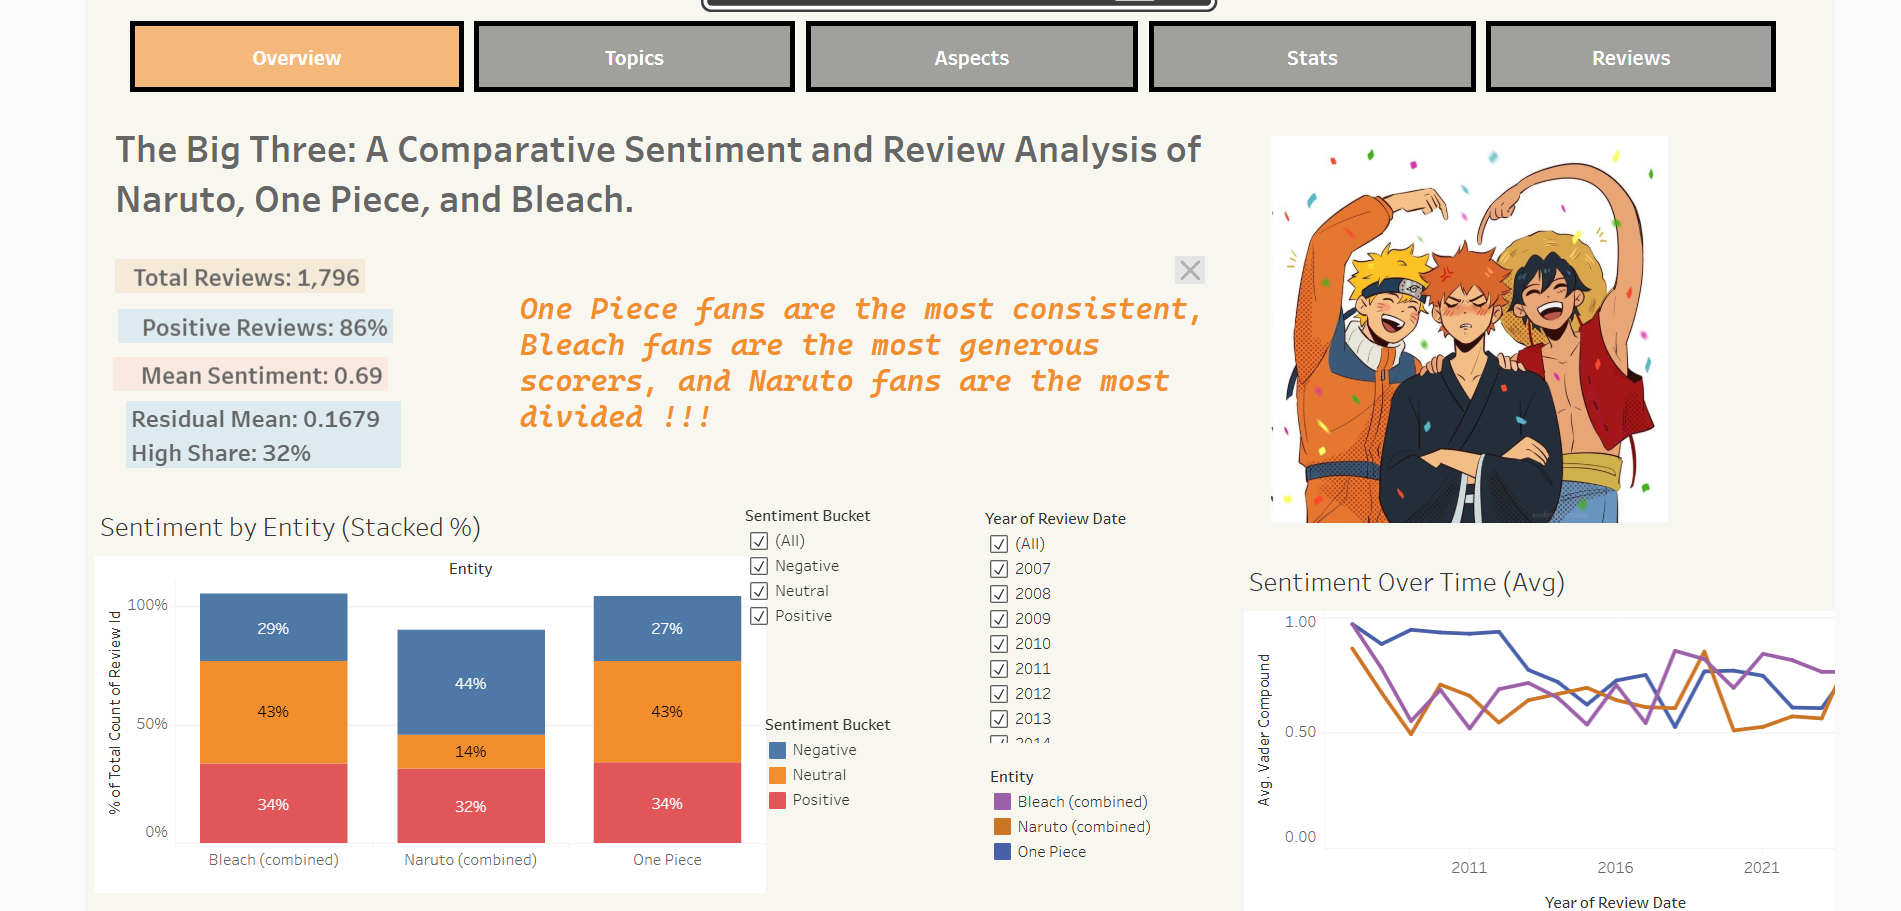 Overview
Topics
Aspects
Stats
Reviews
The Big Three: A Comparative Sentiment and Review Analysis of
Naruto, One Piece, and Bleach.
Total Reviews: 1,796
Positive Reviews: 86%
Mean Sentiment: 0.69
Residual Mean: 0.1679
High Share: 32%
One Piece fans are the most consistent,
Bleach fans are the most generous
scorers, and Naruto fans are the most
divided !!!
Sentiment by Entity (Stacked %)
Entity
% of Total Count of Review Id
100%
50%
0%
29%
43%
34%
44%
14%
32%
27%
43%
34%
Bleach (combined)
Naruto (combined)
One Piece
Sentiment Bucket
(All)
Negative
Neutral
Positive
Sentiment Bucket
Negative
Neutral
Positive
Year of Review Date
(All)
2007
2008
2009
2010
2011
2012
2013
2014
Entity
Bleach (combined)
Naruto (combined)
One Piece
Sentiment Over Time (Avg)
Avg. Vader Compound
1.00
0.50
0.00
2011
2016
2021
Year of Review Date